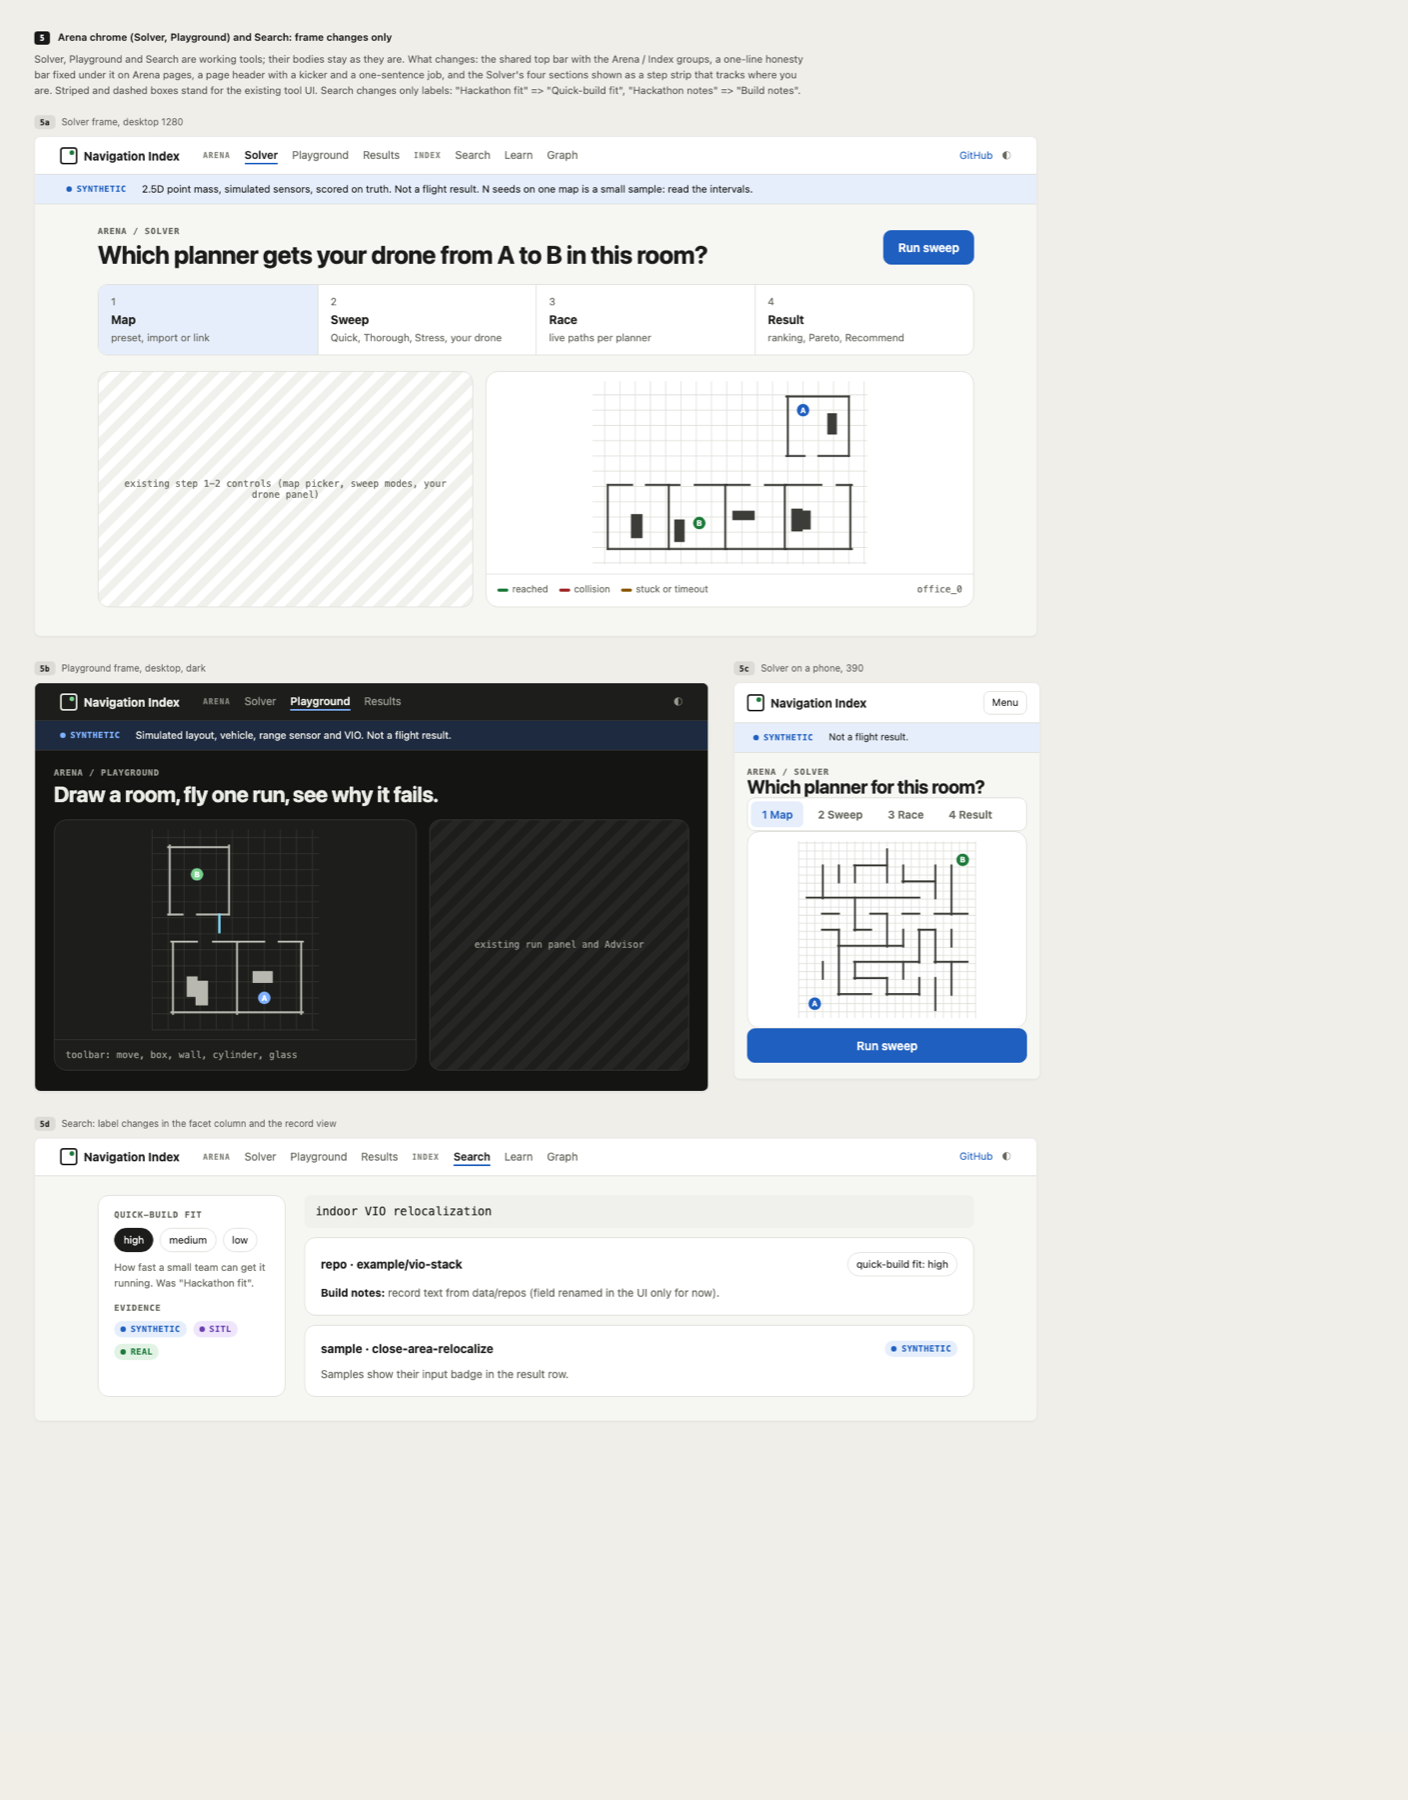 5 Arena chrome (Solver, Playground) and Search: frame changes only
Solver, Playground and Search are working tools; their bodies stay as they are. What changes: the shared top bar with the Arena / Index groups, a one-line honesty
bar fixed under it on Arena pages, a page header with a kicker and a one-sentence job, and the Solver's four sections shown as a step strip that tracks where you
are. Striped and dashed boxes stand for the existing tool UI. Search changes only labels: "Hackathon fit" => "Quick-build fit", "Hackathon notes" => "Build notes".
5a Solver frame, desktop 1280
Navigation Index ARENA Solver Playground Results INDEX Search Learn Graph GitHub
SYNTHETIC 2.5D point mass, simulated sensors, scored on truth. Not a flight result. N seeds on one map is a small sample: read the intervals.
ARENA / SOLVER
Which planner gets your drone from A to B in this room?
Run sweep
1
Map
preset, import or link
2
Sweep
Quick, Thorough, Stress, your drone
3
Race
live paths per planner
4
Result
ranking, Pareto, Recommend
existing step 1–2 controls (map picker, sweep modes, your
drone panel)
A
B
reached collision stuck or timeout office_0
5b Playground frame, desktop, dark
Navigation Index ARENA Solver Playground Results
SYNTHETIC Simulated layout, vehicle, range sensor and VIO. Not a flight result.
ARENA / PLAYGROUND
Draw a room, fly one run, see why it fails.
B
A
toolbar: move, box, wall, cylinder, glass
existing run panel and Advisor
5c Solver on a phone, 390
Navigation Index Menu
SYNTHETIC Not a flight result.
ARENA / SOLVER
Which planner for this room?
1 Map 2 Sweep 3 Race 4 Result
B
A
Run sweep
5d Search: label changes in the facet column and the record view
Navigation Index ARENA Solver Playground Results INDEX Search Learn Graph GitHub
QUICK-BUILD FIT
high medium low
How fast a small team can get it
running. Was "Hackathon fit".
EVIDENCE
SYNTHETIC SITL
REAL
indoor VIO relocalization
repo · example/vio-stack quick-build fit: high
Build notes: record text from data/repos (field renamed in the UI only for now).
sample · close-area-relocalize SYNTHETIC
Samples show their input badge in the result row.